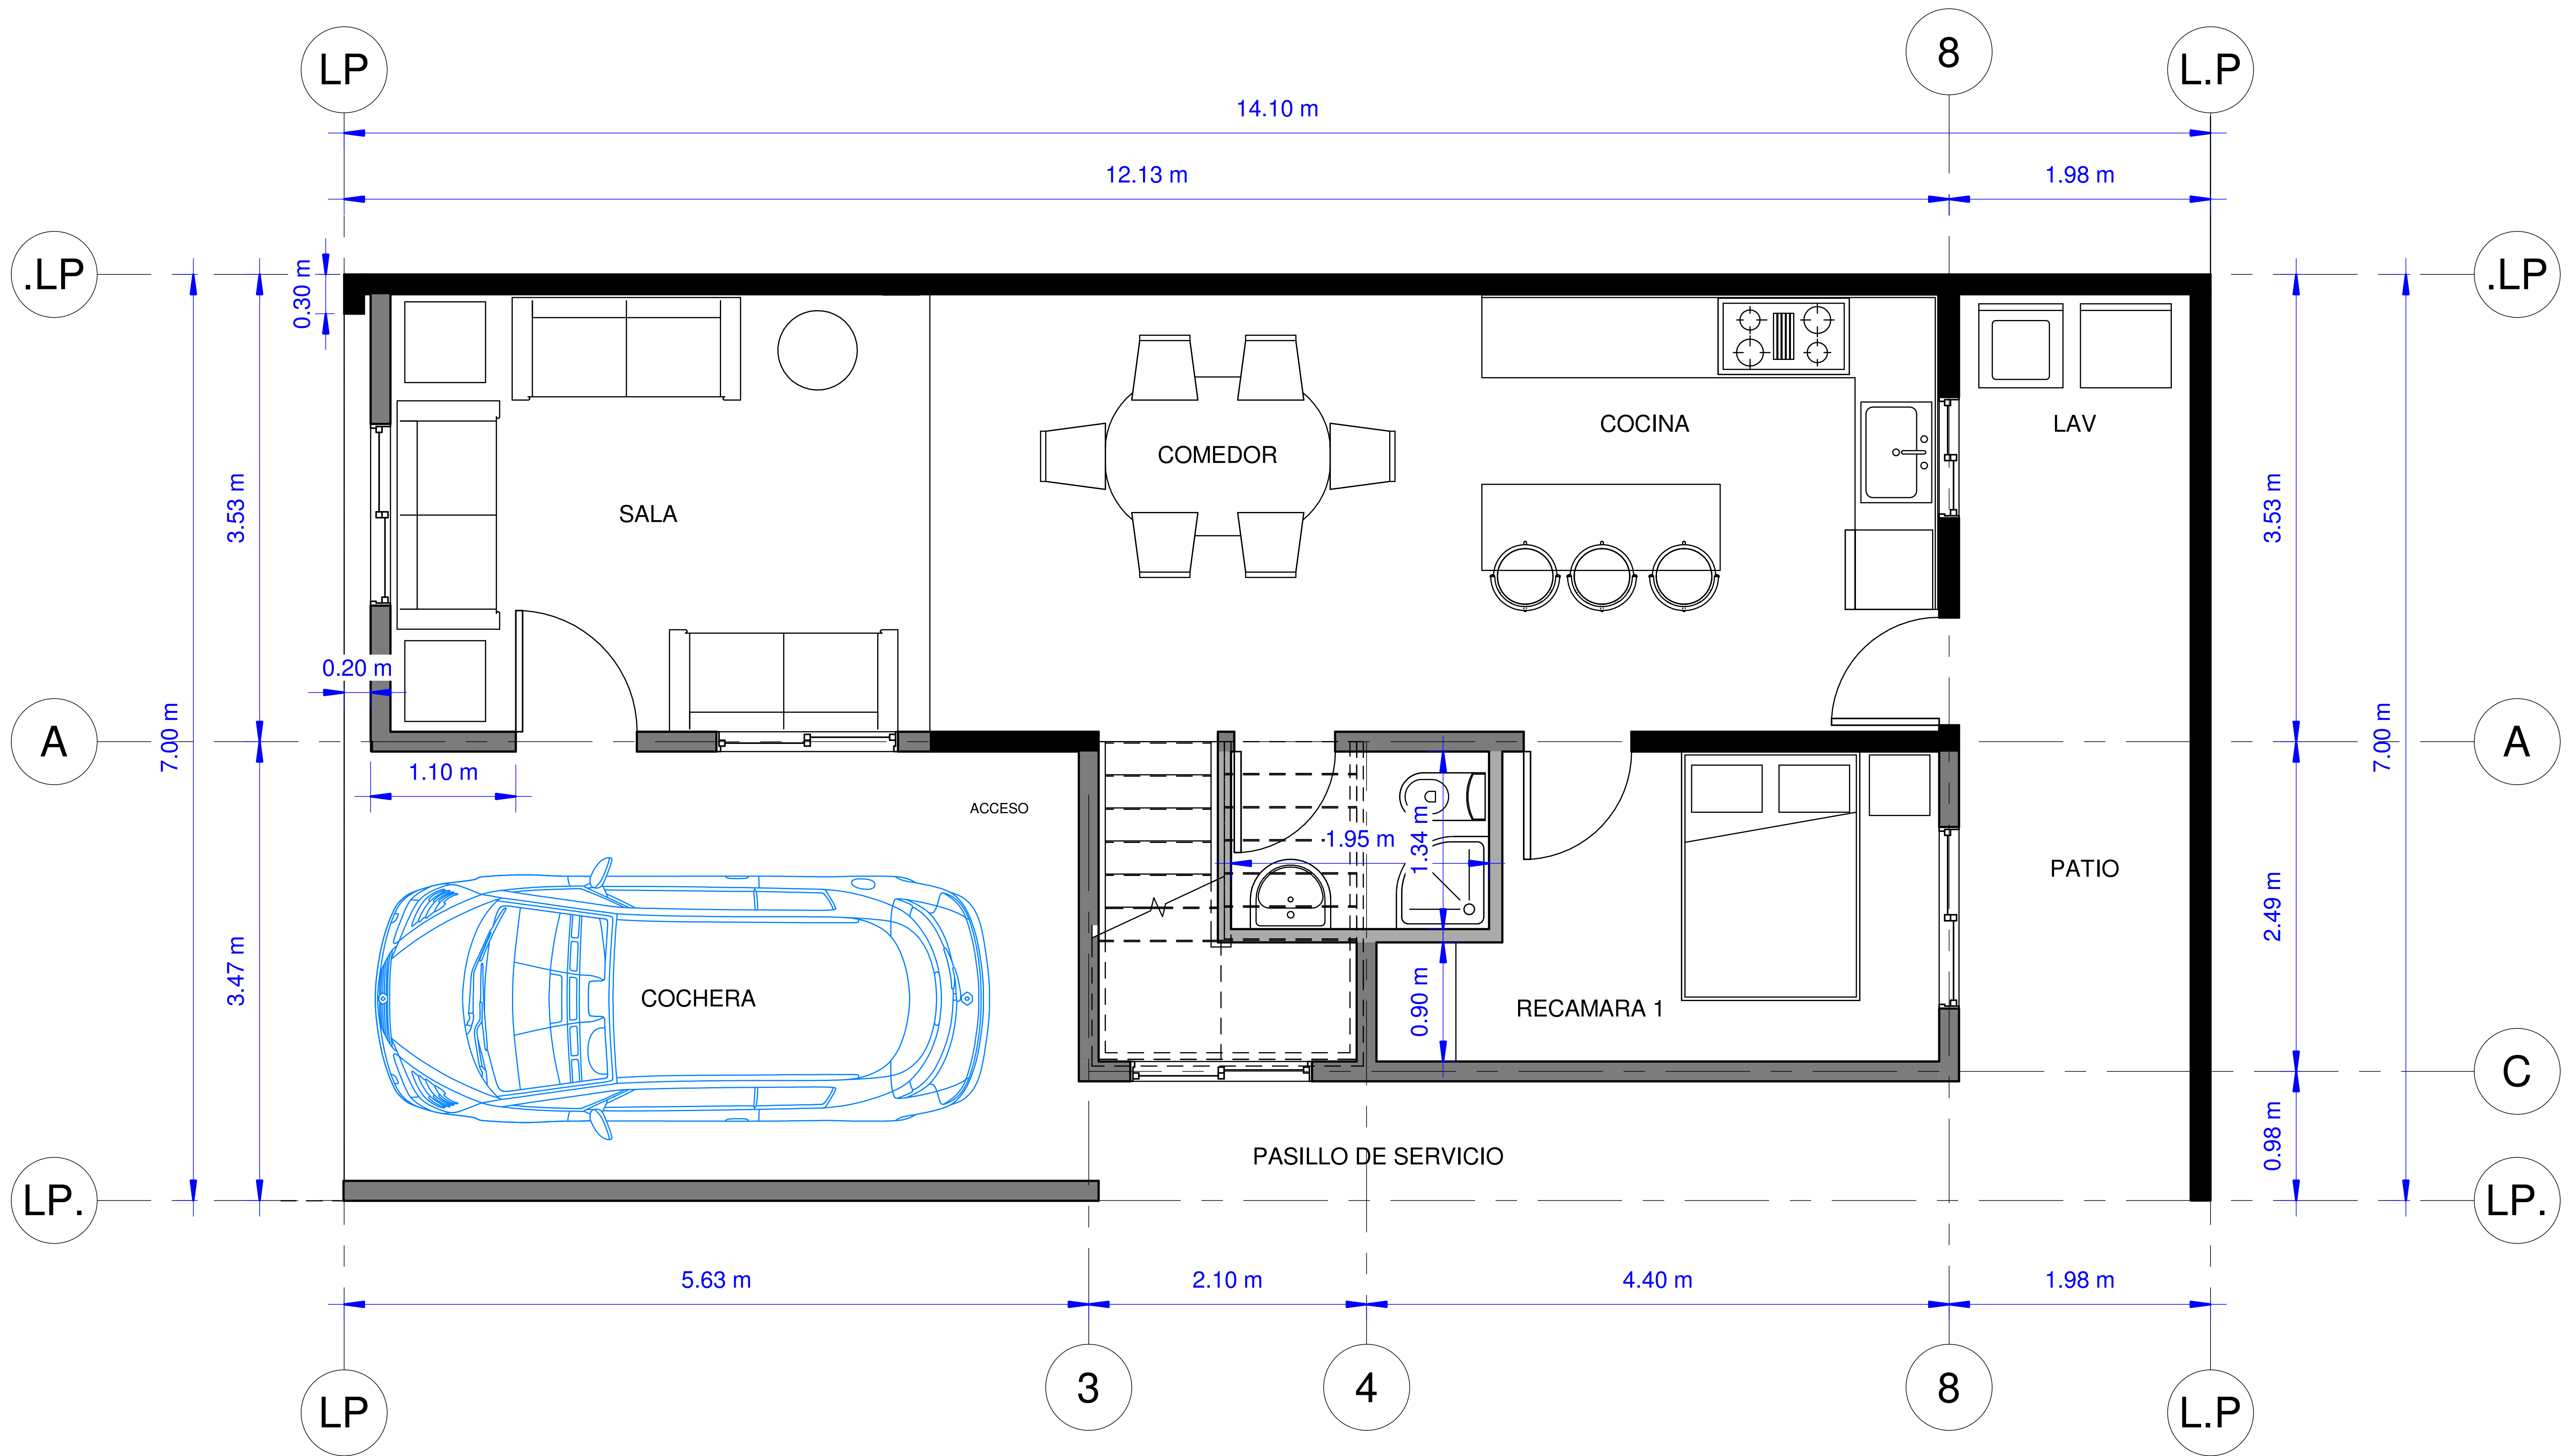 LP
8
L.P
14.10 m
12.13 m
1.98 m
.LP
.LP
0.30 m
COCINA
LAV
COMEDOR
SALA
3.53 m
3.53 m
0.20 m
A
7.00 m
7.00 m
A
1.10 m
ACCESO
1.95 m
1.34 m
PATIO
2.49 m
3.47 m
COCHERA
0.90 m
RECAMARA 1
C
0.98 m
PASILLO DE SERVICIO
LP.
LP.
5.63 m
2.10 m
4.40 m
1.98 m
LP
3
4
8
L.P